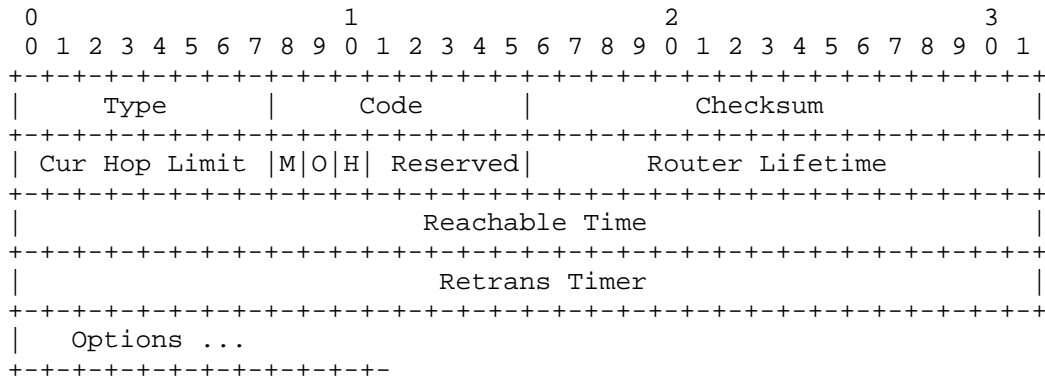 0                   1                   2                   3
 0 1 2 3 4 5 6 7 8 9 0 1 2 3 4 5 6 7 8 9 0 1 2 3 4 5 6 7 8 9 0 1
+-+-+-+-+-+-+-+-+-+-+-+-+-+-+-+-+-+-+-+-+-+-+-+-+-+-+-+-+-+-+-+-+
|     Type      |     Code      |          Checksum             |
+-+-+-+-+-+-+-+-+-+-+-+-+-+-+-+-+-+-+-+-+-+-+-+-+-+-+-+-+-+-+-+-+
| Cur Hop Limit |M|O|H| Reserved|       Router Lifetime         |
+-+-+-+-+-+-+-+-+-+-+-+-+-+-+-+-+-+-+-+-+-+-+-+-+-+-+-+-+-+-+-+-+
|                         Reachable Time                        |
+-+-+-+-+-+-+-+-+-+-+-+-+-+-+-+-+-+-+-+-+-+-+-+-+-+-+-+-+-+-+-+-+
|                          Retrans Timer                        |
+-+-+-+-+-+-+-+-+-+-+-+-+-+-+-+-+-+-+-+-+-+-+-+-+-+-+-+-+-+-+-+-+
|   Options ...
+-+-+-+-+-+-+-+-+-+-+-+-